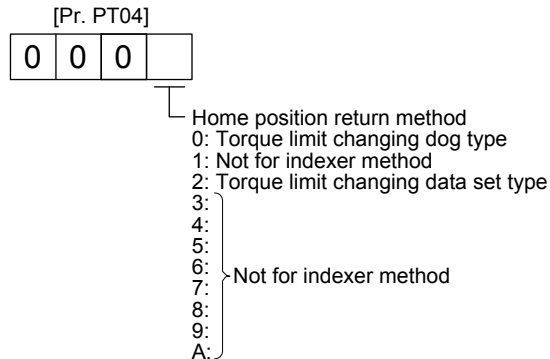 [Pr. PT04]
0 0 0
Home position return method
0: Torque limit changing dog type
1: Not for indexer method
2: Torque limit changing data set type
3:
4:
5:
6:
7:
8:
9:
A:
Not for indexer method